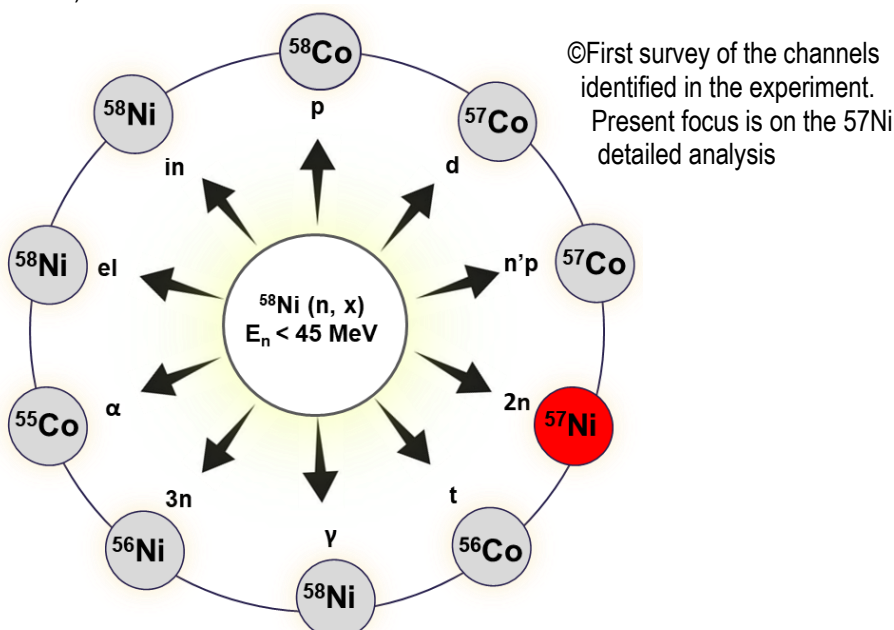 ©First survey of the channels
identified in the experiment.
Present focus is on the 57Ni
detailed analysis
⁵⁸Co
p
⁵⁷Co
d
⁵⁷Co
n'p
⁵⁷Ni
2n
⁵⁶Co
t
⁵⁸Ni
γ
⁵⁶Ni
3n
⁵⁵Co
α
⁵⁸Ni
el
⁵⁸Ni
in
⁵⁸Ni (n, x)
Eₙ < 45 MeV